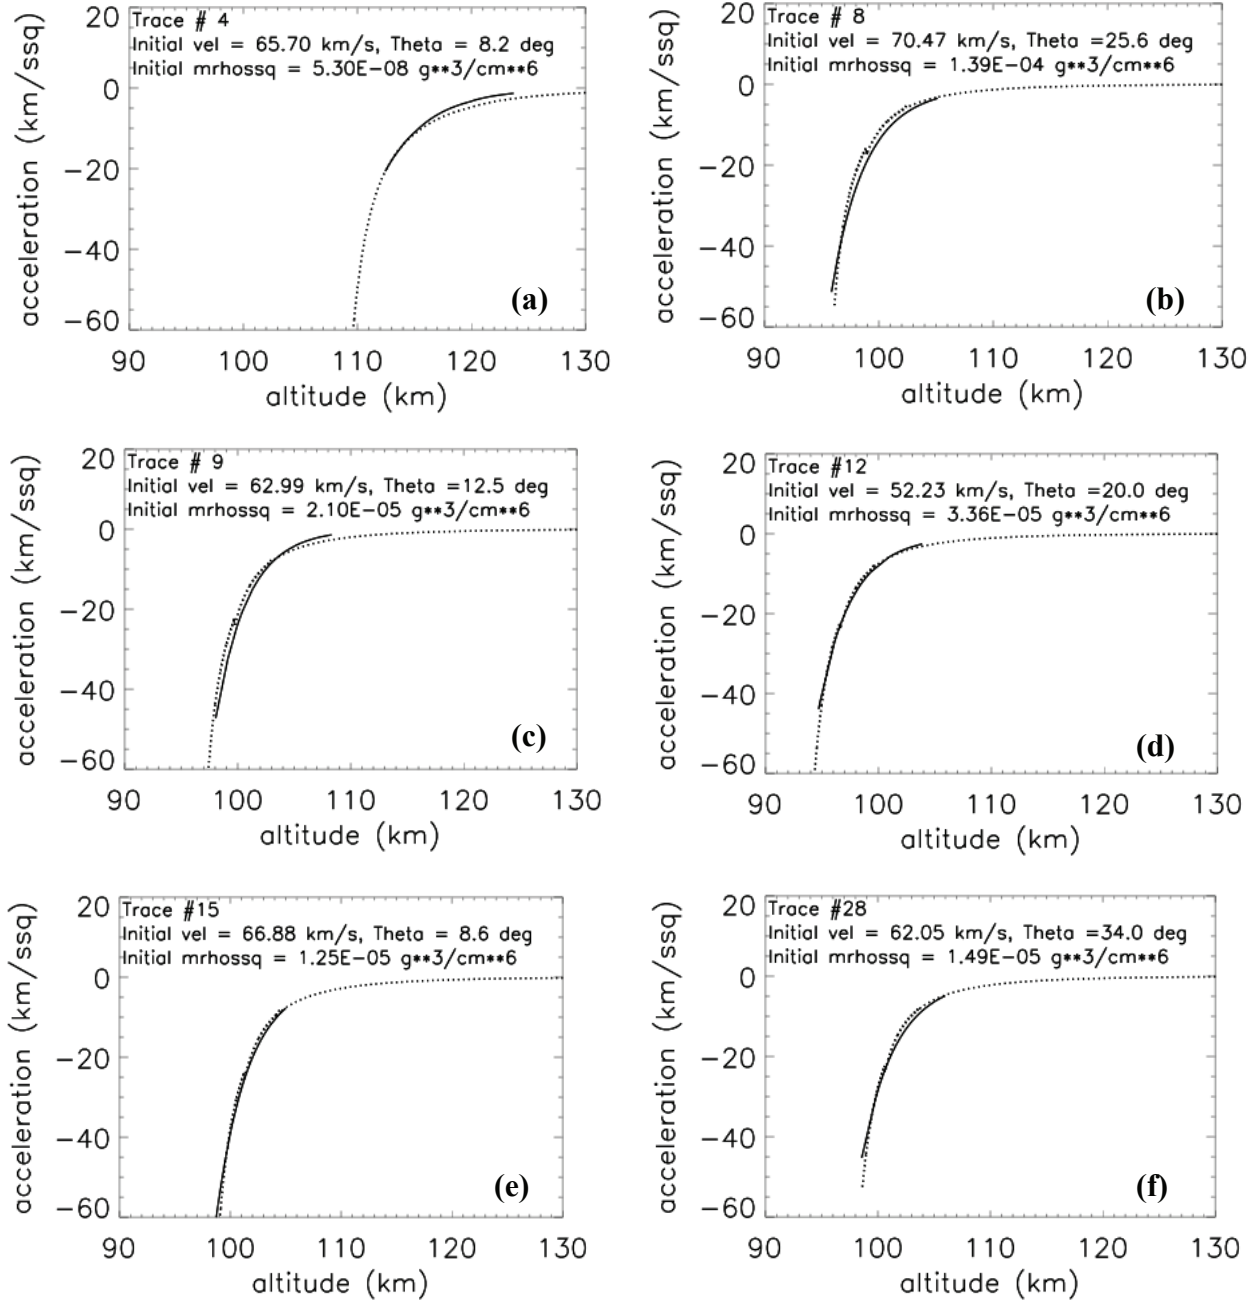 Trace # 4
Initial vel = 65.70 km/s, Theta = 8.2 deg
Initial mrhossq = 5.30E-08 g**3/cm**6
20
0
-20
-40
-60
acceleration (km/ssq)
(a)
90 100 110 120 130
altitude (km)
Trace # 8
Initial vel = 70.47 km/s, Theta =25.6 deg
Initial mrhossq = 1.39E-04 g**3/cm**6
20
0
-20
-40
-60
acceleration (km/ssq)
(b)
90 100 110 120 130
altitude (km)
Trace # 9
Initial vel = 62.99 km/s, Theta =12.5 deg
Initial mrhossq = 2.10E-05 g**3/cm**6
20
0
-20
-40
-60
acceleration (km/ssq)
(c)
90 100 110 120 130
altitude (km)
Trace #12
Initial vel = 52.23 km/s, Theta =20.0 deg
Initial mrhossq = 3.36E-05 g**3/cm**6
20
0
-20
-40
-60
acceleration (km/ssq)
(d)
90 100 110 120 130
altitude (km)
Trace #15
Initial vel = 66.88 km/s, Theta = 8.6 deg
Initial mrhossq = 1.25E-05 g**3/cm**6
20
0
-20
-40
-60
acceleration (km/ssq)
(e)
90 100 110 120 130
altitude (km)
Trace #28
Initial vel = 62.05 km/s, Theta =34.0 deg
Initial mrhossq = 1.49E-05 g**3/cm**6
20
0
-20
-40
-60
acceleration (km/ssq)
(f)
90 100 110 120 130
altitude (km)